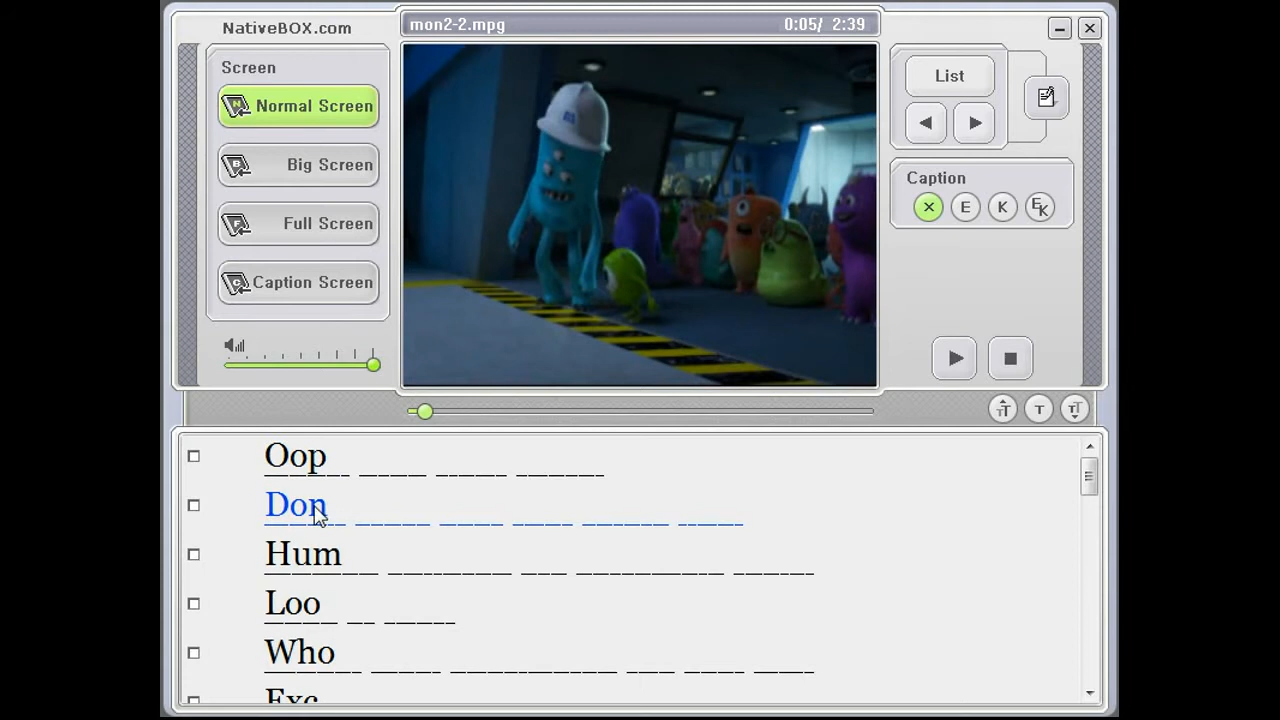 NativeBOX.com
mon2-2.mpg 0:05/ 2:39
Screen
Normal Screen
Big Screen
Full Screen
Caption Screen
List
Caption
E K EK
T T T
Oop
Don
Hum
Loo
Who
Exc